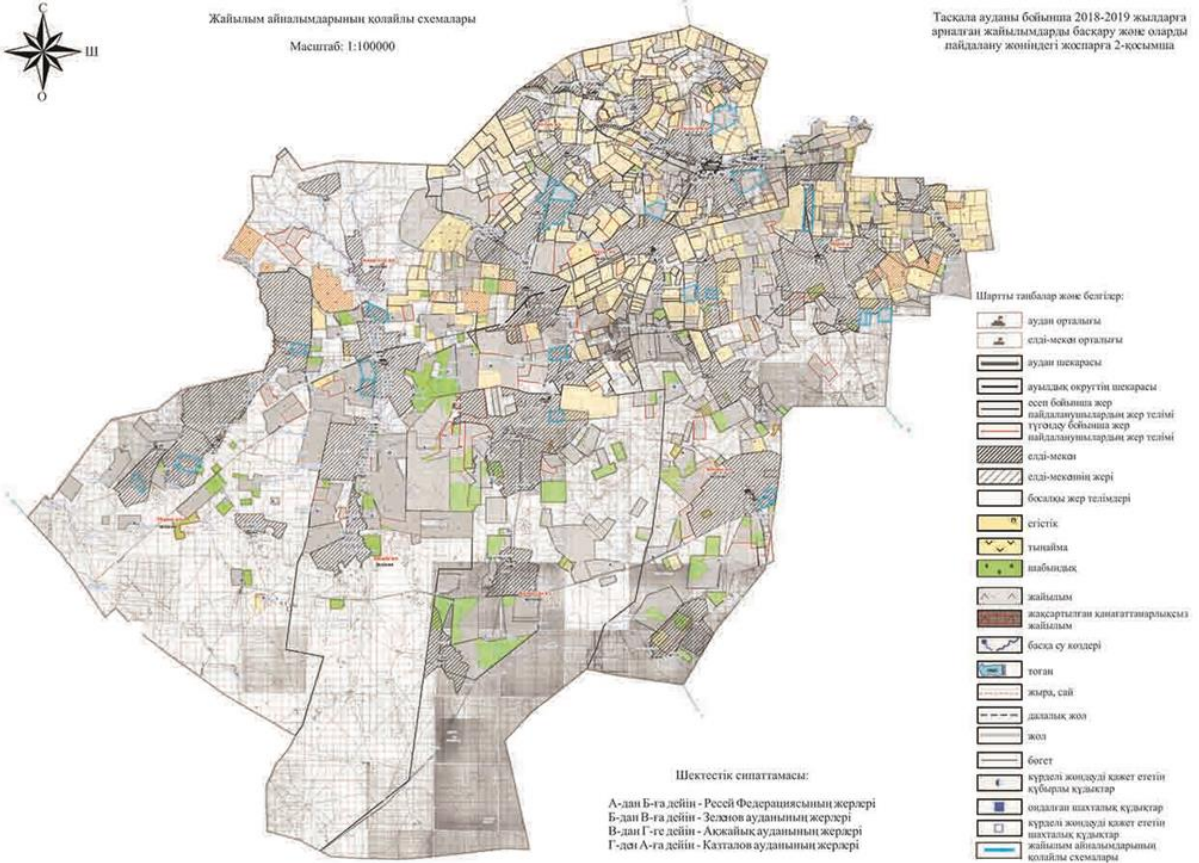 С
Ш
О
Жайылым айналымдарының қолайлы схемалары
Масштаб: 1:100000
Тасқала ауданы бойынша 2018-2019 жылдарға
арналған жайылымдарды басқару және оларды
пайдалану жөніндегі жоспарға 2-қосымша
Шартты таңбалар және белгілер:
аудан орталығы
елді-мекен орталығы
аудан шекарасы
ауылдық округтің шекарасы
есеп бойынша жер
пайдаланушылардың жер телімі
түгендеу бойынша жер
пайдаланушылардың жер телімі
елді-мекен
елді-мекеннің жері
босалқы жер телімдері
егістік
тыңайма
шабындық
жайылым
жақсартылған қанағаттанарлықсыз
жайылым
басқа су көздері
тоған
жыра, сай
далалық жол
жол
бөгет
күрделі жөндеуді қажет ететін
құбырлы құдықтар
оңдалған шахталық құдықтар
күрделі жөндеуді қажет ететін
шахталық құдықтар
жайылым айналымдарының
қолайлы схемалары
Шектестік сипаттамасы:
А-дан Б-ға дейін - Ресей Федерациясының жерлері
Б-дан В-ға дейін - Зеленов ауданының жерлері
В-дан Г-ге дейін - Ақжайық ауданының жерлері
Г-ден А-ға дейін - Казталов ауданының жерлері